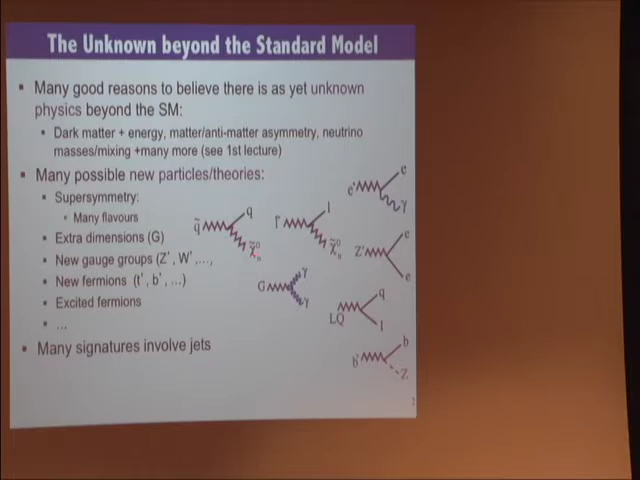 The Unknown beyond the Standard Model
Many good reasons to believe there is as yet unknown
physics beyond the SM:
Dark matter + energy, matter/anti-matter asymmetry, neutrino
masses/mixing +many more (see 1st lecture)
Many possible new particles/theories:
Supersymmetry:
Many flavours
Extra dimensions (G)
New gauge groups (Z', W',...,
New fermions (t', b', ...)
Excited fermions
...
Many signatures involve jets
q̃ q χ̃⁰ₙ
l̃ l χ̃⁰ₙ
e* e γ
Z' e e
G γ γ
LQ q l
b' b Z
2